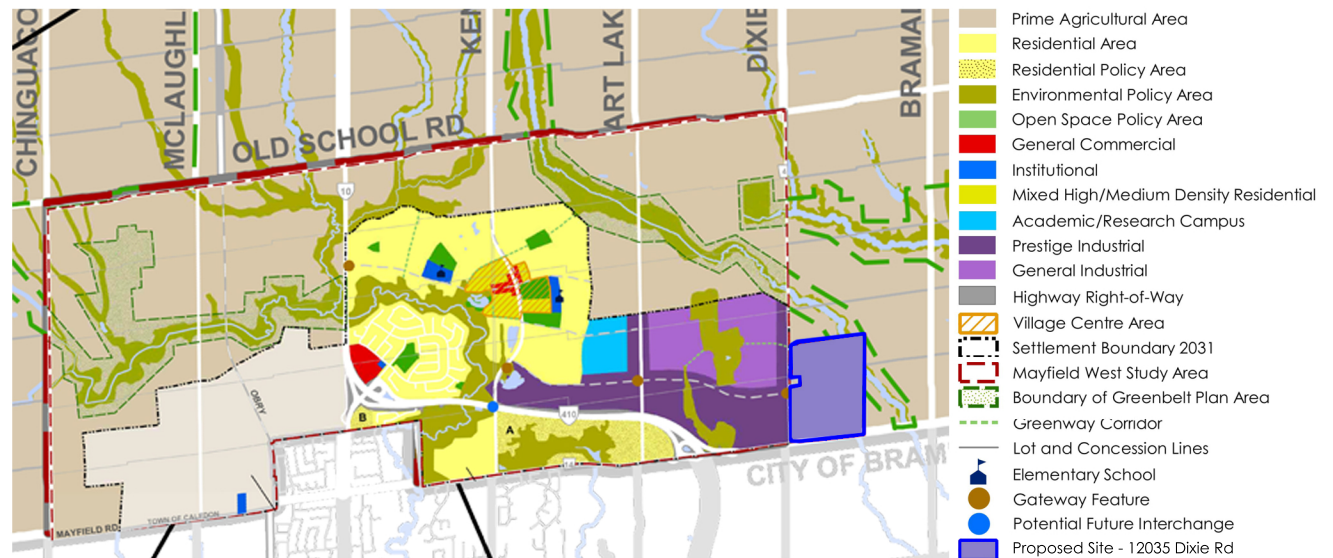 CHINGUACO
MCLAUGHL
KEN
ART LAK
DIXIE
BRAMAL
OLD SCHOOL RD
10
4
OBRY
B
410
A
CITY OF BRAM
TOWN OF CALEDON
MAYFIELD RD
Prime Agricultural Area
Residential Area
Residential Policy Area
Environmental Policy Area
Open Space Policy Area
General Commercial
Institutional
Mixed High/Medium Density Residential
Academic/Research Campus
Prestige Industrial
General Industrial
Highway Right-of-Way
Village Centre Area
Settlement Boundary 2031
Mayfield West Study Area
Boundary of Greenbelt Plan Area
Greenway Corridor
Lot and Concession Lines
Elementary School
Gateway Feature
Potential Future Interchange
Proposed Site - 12035 Dixie Rd